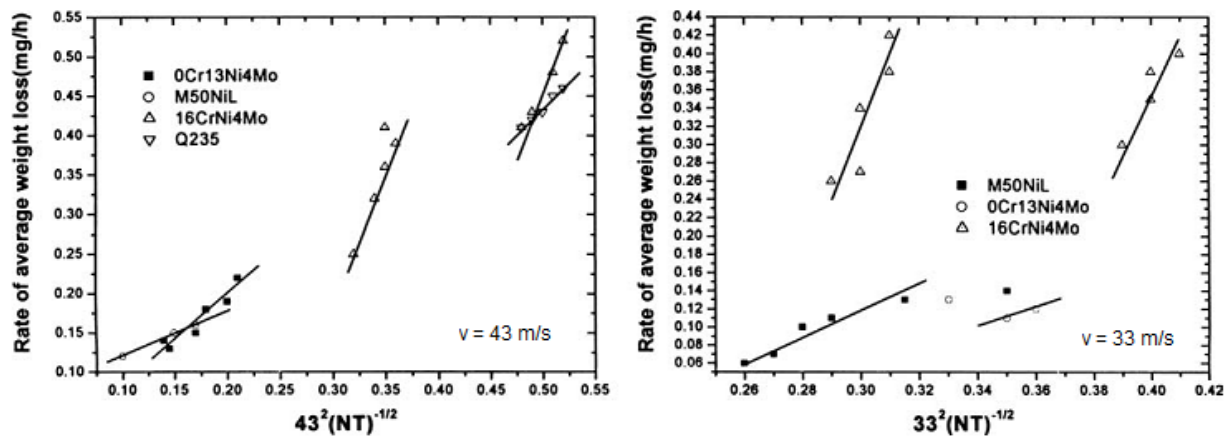 Rate of average weight loss(mg/h)
0.55
0.50
0.45
0.40
0.35
0.30
0.25
0.20
0.15
0.10
0Cr13Ni4Mo
M50NiL
16CrNi4Mo
Q235
v = 43 m/s
0.10 0.15 0.20 0.25 0.30 0.35 0.40 0.45 0.50 0.55
43²(NT)⁻¹/²
Rate of average weight loss(mg/h)
0.44
0.42
0.40
0.38
0.36
0.34
0.32
0.30
0.28
0.26
0.24
0.22
0.20
0.18
0.16
0.14
0.12
0.10
0.08
0.06
M50NiL
0Cr13Ni4Mo
16CrNi4Mo
v = 33 m/s
0.26 0.28 0.30 0.32 0.34 0.36 0.38 0.40 0.42
33²(NT)⁻¹/²